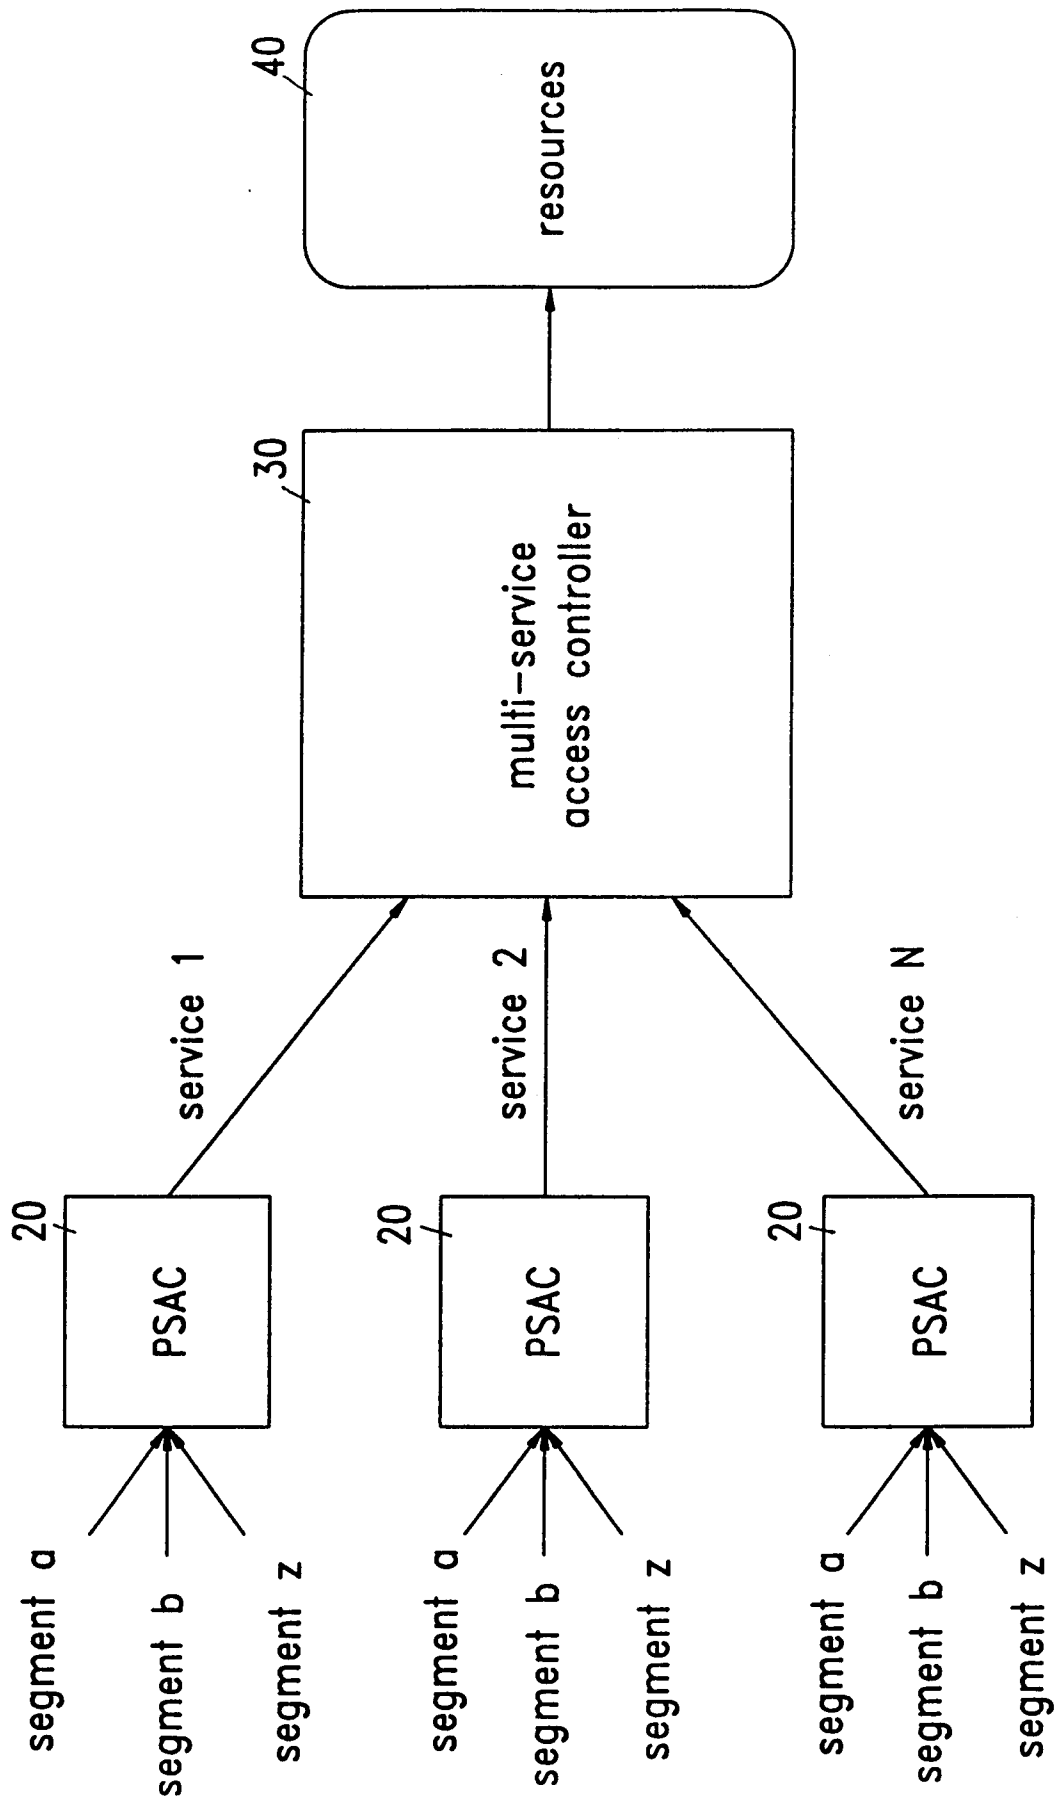 segment a
segment b
segment z
20
PSAC
service 1
segment a
segment b
segment z
20
PSAC
service 2
segment a
segment b
segment z
20
PSAC
service N
30
multi-service
access controller
40
resources